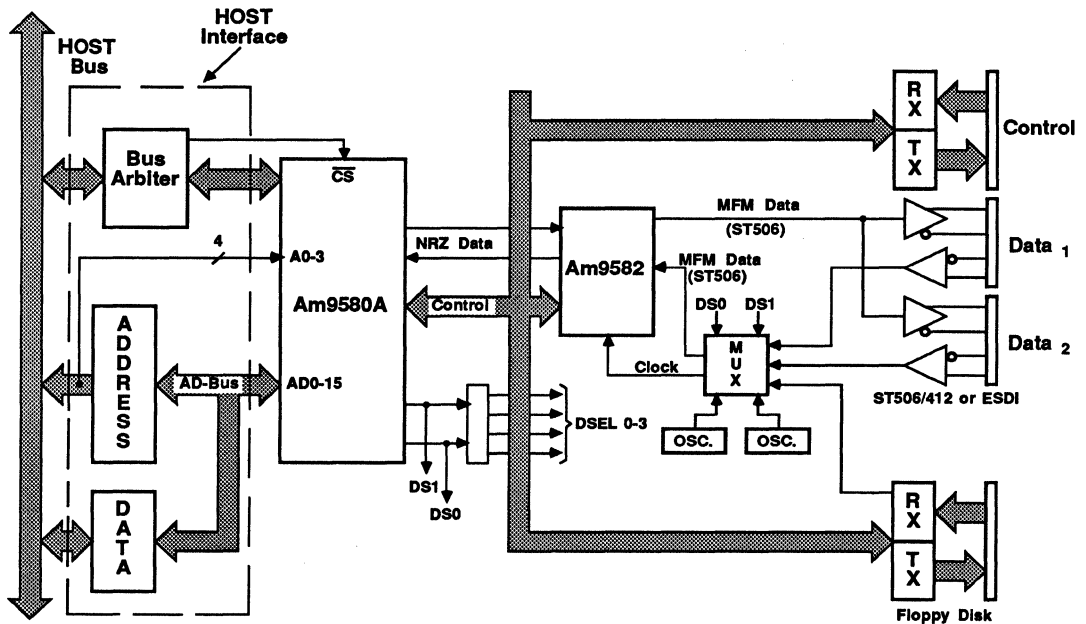 HOST
Bus
HOST
Interface
Bus
Arbiter
CS
4
A0-3
Am9580A
AD0-15
ADDRESS
AD-Bus
DATA
NRZ Data
Control
DS1
DS0
DSEL 0-3
Am9582
MFM Data
(ST506)
MFM Data
(ST506)
DS0 DS1
MUX
Clock
OSC. OSC.
RX
TX
Control
Data 1
Data 2
ST506/412 or ESDI
RX
TX
Floppy Disk